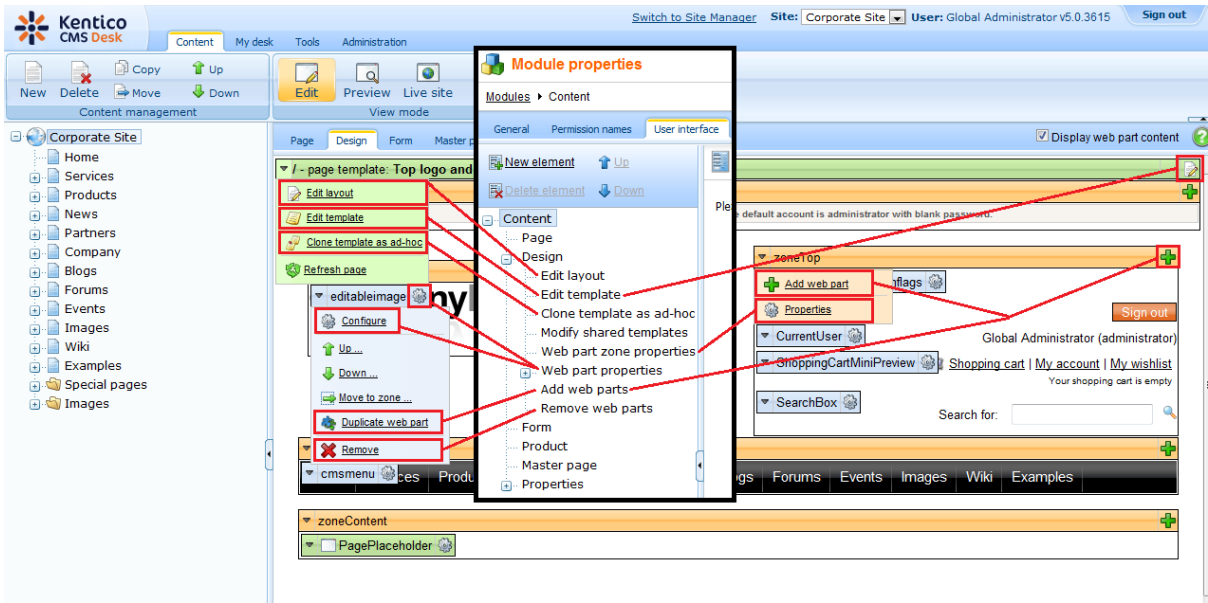 Kentico
CMS Desk
Switch to Site Manager Site: Corporate Site User: Global Administrator v5.0.3615 Sign out
Content My desk Tools Administration
New Delete Copy Move Up Down
Content management
Edit Preview Live site
View mode
Corporate Site
Home
Services
Products
News
Partners
Company
Blogs
Forums
Events
Images
Wiki
Examples
Special pages
Images
Page Design Form Master p
Display web part content
/ - page template: Top logo and
Edit layout
Edit template
Clone template as ad-hoc
Refresh page
editableimage
ny
Configure
Up ...
Down ...
Move to zone ...
Duplicate web part
Remove
Module properties
Modules Content
General Permission names User interface
New element Up
Delete element Down
Ple
Content
Page
Design
Edit layout
Edit template
Clone template as ad-hoc
Modify shared templates
Web part zone properties
Web part properties
Add web parts
Remove web parts
Form
Product
Master page
Properties
e default account is administrator with blank password.
zoneTop
Add web part
Properties
flags
Sign out
CurrentUser
Global Administrator (administrator)
ShoppingCartMiniPreview Shopping cart | My account | My wishlist
Your shopping cart is empty
SearchBox
Search for:
cmsmenu ces Produ gs Forums Events Images Wiki Examples
zoneContent
PagePlaceholder